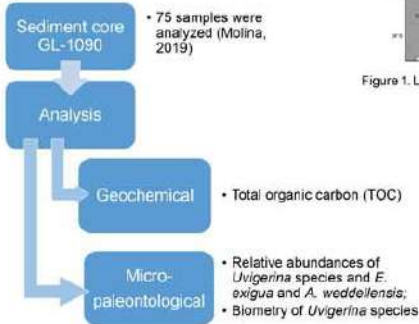 Sediment core
GL-1090
• 75 samples were
analyzed (Molina,
2019)
Figure 1. L
Analysis
Geochemical
• Total organic carbon (TOC)
Micro-
paleontological
• Relative abundances of
Uvigerina species and E.
exigua and A. weddellensis;
• Biometry of Uvigerina species